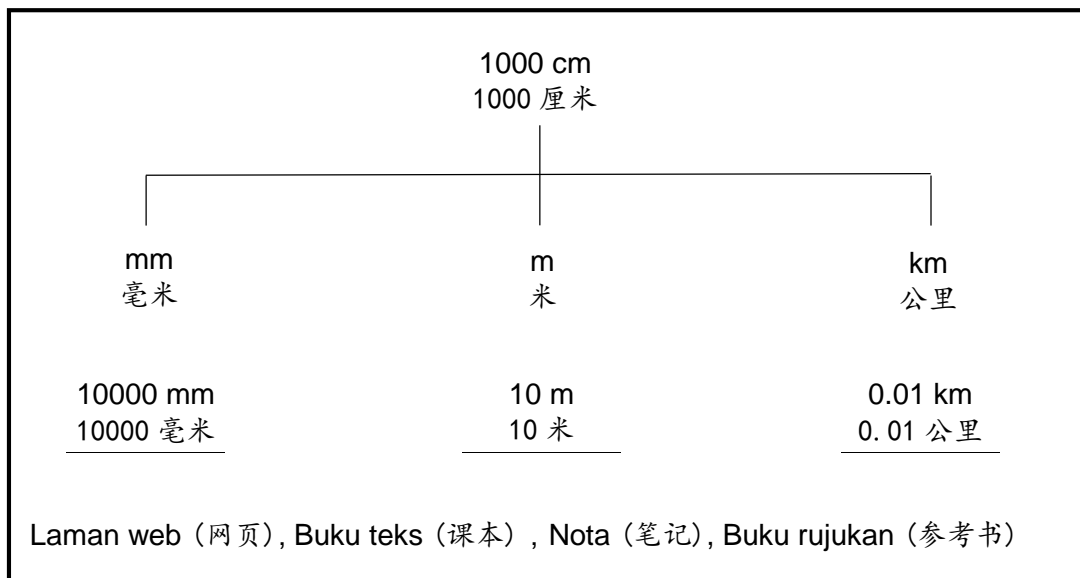 1000 cm
1000 厘米
mm
毫米
m
米
km
公里
10000 mm
10000 毫米
10 m
10 米
0.01 km
0.01 公里
Laman web (网页), Buku teks (课本) , Nota (笔记), Buku rujukan (参考书)